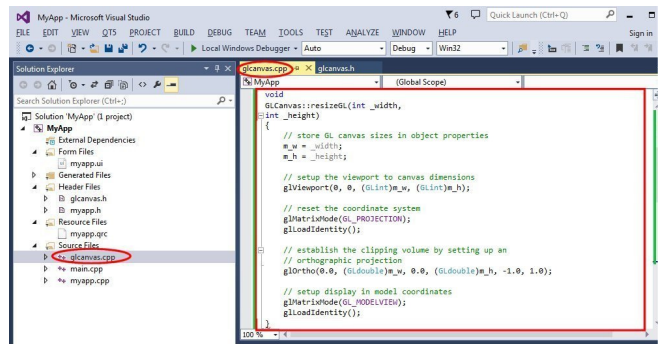 MyApp - Microsoft Visual Studio
6
Quick Launch (Ctrl+Q)
FILE EDIT VIEW QT5 PROJECT BUILD DEBUG TEAM TOOLS TEST ANALYZE WINDOW HELP
Sign in
Local Windows Debugger Auto Debug Win32
Solution Explorer
Search Solution Explorer (Ctrl+;)
Solution 'MyApp' (1 project)
MyApp
External Dependencies
Form Files
myapp.ui
Generated Files
Header Files
glcanvas.h
myapp.h
Resource Files
myapp.qrc
Source Files
glcanvas.cpp
main.cpp
myapp.cpp
glcanvas.cpp glcanvas.h
MyApp (Global Scope)
void
GLCanvas::resizeGL(int _width,
int _height)
{
// store GL canvas sizes in object properties
m_w = _width;
m_h = _height;
// setup the viewport to canvas dimensions
glViewport(0, 0, (GLint)m_w, (GLint)m_h);
// reset the coordinate system
glMatrixMode(GL_PROJECTION);
glLoadIdentity();
// establish the clipping volume by setting up an
// orthographic projection
glOrtho(0.0, (GLdouble)m_w, 0.0, (GLdouble)m_h, -1.0, 1.0);
// setup display in model coordinates
glMatrixMode(GL_MODELVIEW);
glLoadIdentity();
}
100 %